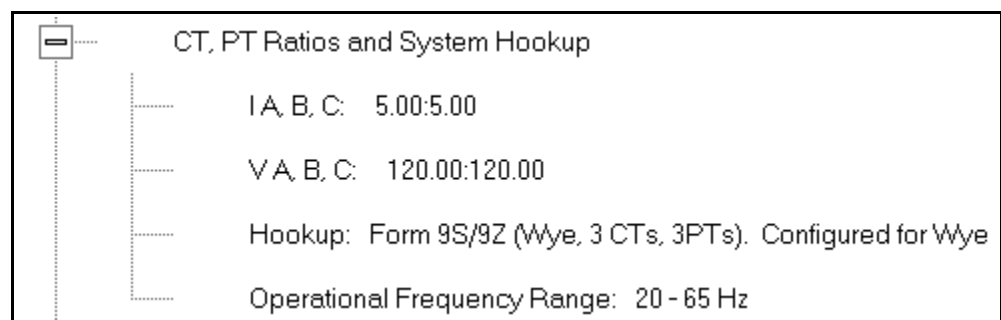 CT, PT Ratios and System Hookup
I A, B, C: 5.00:5.00
V A, B, C: 120.00:120.00
Hookup: Form 9S/9Z (Wye, 3 CTs, 3PTs). Configured for Wye
Operational Frequency Range: 20 - 65 Hz